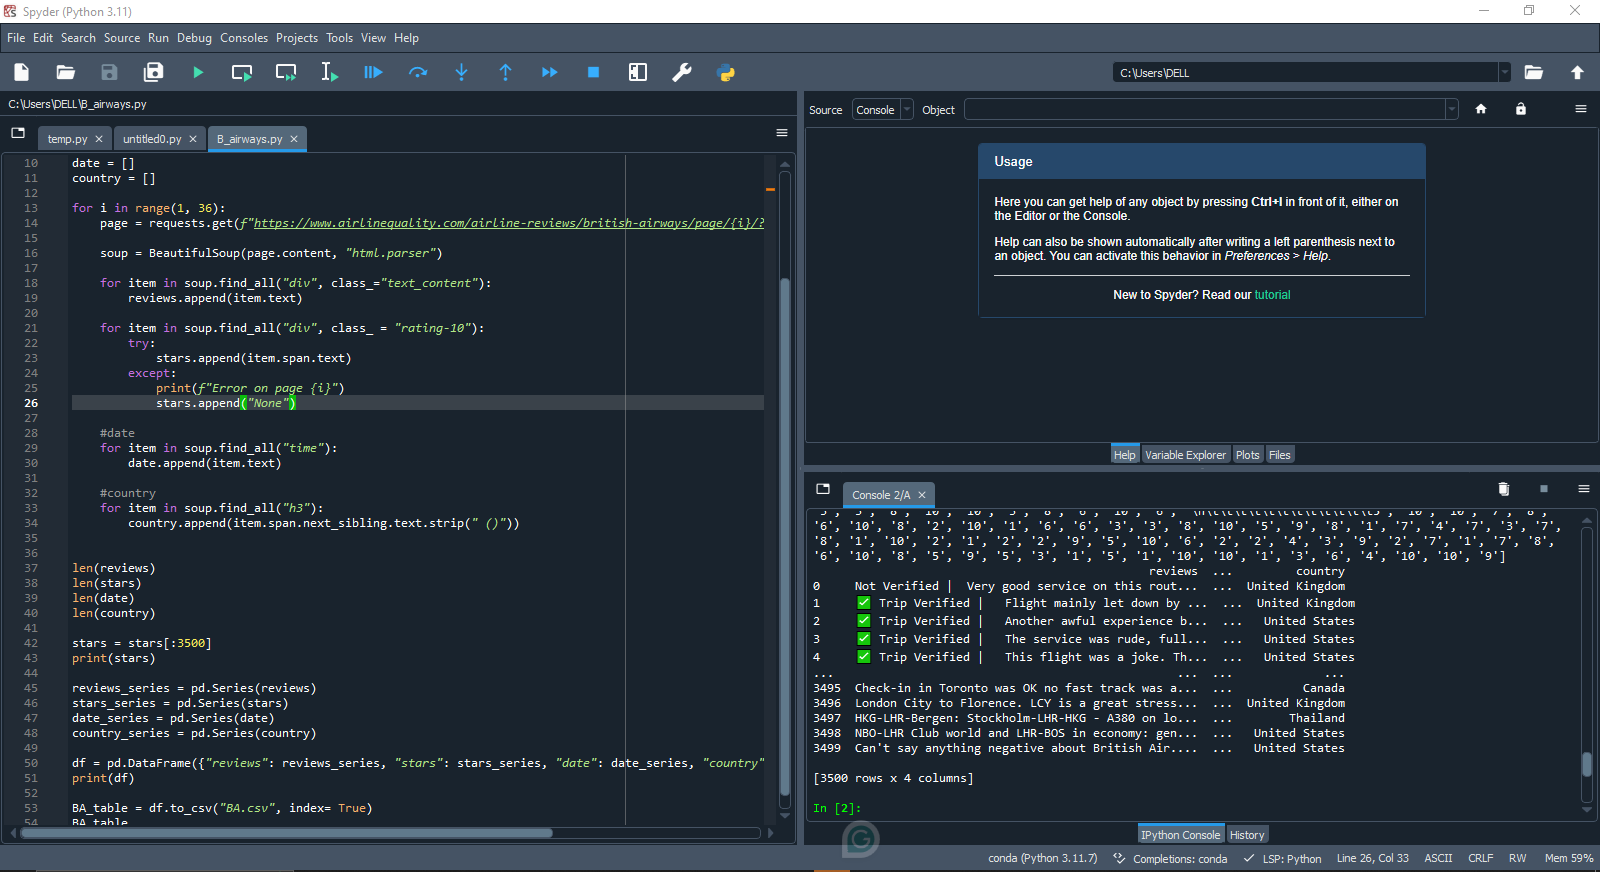 Spyder (Python 3.11)
File Edit Search Source Run Debug Consoles Projects Tools View Help
C:\Users\DELL
C:\Users\DELL\B_airways.py
temp.py untitled0.py B_airways.py
10 date = []
11 country = []
12
13 for i in range(1, 36):
14 page = requests.get(f"https://www.airlinequality.com/airline-reviews/british-airways/page/{i}/?
15
16 soup = BeautifulSoup(page.content, "html.parser")
17
18 for item in soup.find_all("div", class_="text_content"):
19 reviews.append(item.text)
20
21 for item in soup.find_all("div", class_ = "rating-10"):
22 try:
23 stars.append(item.span.text)
24 except:
25 print(f"Error on page {i}")
26 stars.append("None")
27
28 #date
29 for item in soup.find_all("time"):
30 date.append(item.text)
31
32 #country
33 for item in soup.find_all("h3"):
34 country.append(item.span.next_sibling.text.strip(" ()"))
35
36
37 len(reviews)
38 len(stars)
39 len(date)
40 len(country)
41
42 stars = stars[:3500]
43 print(stars)
44
45 reviews_series = pd.Series(reviews)
46 stars_series = pd.Series(stars)
47 date_series = pd.Series(date)
48 country_series = pd.Series(country)
49
50 df = pd.DataFrame({"reviews": reviews_series, "stars": stars_series, "date": date_series, "country"
51 print(df)
52
53 BA_table = df.to_csv("BA.csv", index= True)
54 BA_table
Source Console Object
Usage
Here you can get help of any object by pressing Ctrl+I in front of it, either on
the Editor or the Console.
Help can also be shown automatically after writing a left parenthesis next to
an object. You can activate this behavior in Preferences > Help.
New to Spyder? Read our tutorial
Help Variable Explorer Plots Files
Console 2/A
'6', '10', '8', '2', '10', '1', '6', '6', '3', '3', '8', '10', '5', '9', '8', '1', '7', '4', '7', '3', '7',
'8', '1', '10', '2', '1', '2', '2', '9', '5', '10', '6', '2', '2', '4', '3', '9', '2', '7', '1', '7', '8',
'6', '10', '8', '5', '9', '5', '3', '1', '5', '1', '10', '10', '1', '3', '6', '4', '10', '10', '9']
reviews ... country
0 Not Verified | Very good service on this rout... ... United Kingdom
1 ✅ Trip Verified | Flight mainly let down by ... ... United Kingdom
2 ✅ Trip Verified | Another awful experience b... ... United States
3 ✅ Trip Verified | The service was rude, full... ... United States
4 ✅ Trip Verified | This flight was a joke. Th... ... United States
... ... ... ...
3495 Check-in in Toronto was OK no fast track was a... ... Canada
3496 London City to Florence. LCY is a great stress... ... United Kingdom
3497 HKG-LHR-Bergen: Stockholm-LHR-HKG - A380 on lo... ... Thailand
3498 NBO-LHR Club world and LHR-BOS in economy: gen... ... United States
3499 Can't say anything negative about British Air.... ... United States
[3500 rows x 4 columns]
In [2]:
IPython Console History
conda (Python 3.11.7) Completions: conda LSP: Python Line 26, Col 33 ASCII CRLF RW Mem 59%